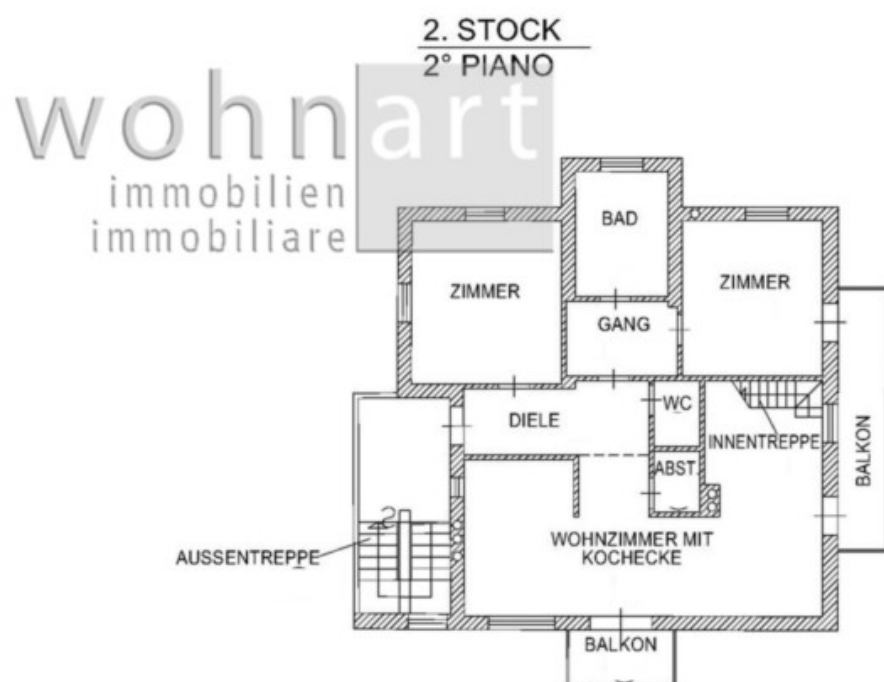 2. STOCK
2° PIANO
wohnart
immobilien
immobiliare
BAD
ZIMMER
ZIMMER
GANG
WC
DIELE
INNENTREPPE
BALKON
ABST.
WOHNZIMMER MIT
KOCHECKE
AUSSENTREPPE
BALKON